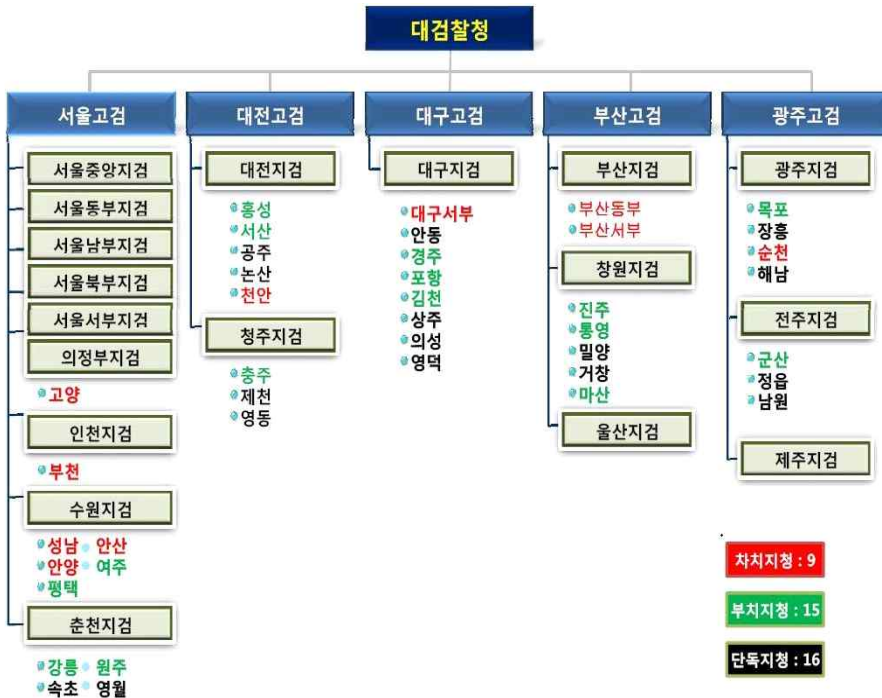 대검찰청
서울고검
서울중앙지검
서울동부지검
서울남부지검
서울북부지검
서울서부지검
의정부지검
고양
인천지검
부천
수원지검
성남 안산
안양 여주
평택
춘천지검
강릉 원주
속초 영월
대전고검
대전지검
홍성
서산
공주
논산
천안
청주지검
충주
제천
영동
대구고검
대구지검
대구서부
안동
경주
포항
김천
상주
의성
영덕
부산고검
부산지검
부산동부
부산서부
창원지검
진주
통영
밀양
거창
마산
울산지검
광주고검
광주지검
목포
장흥
순천
해남
전주지검
군산
정읍
남원
제주지검
차치지청 : 9
부치지청 : 15
단독지청 : 16